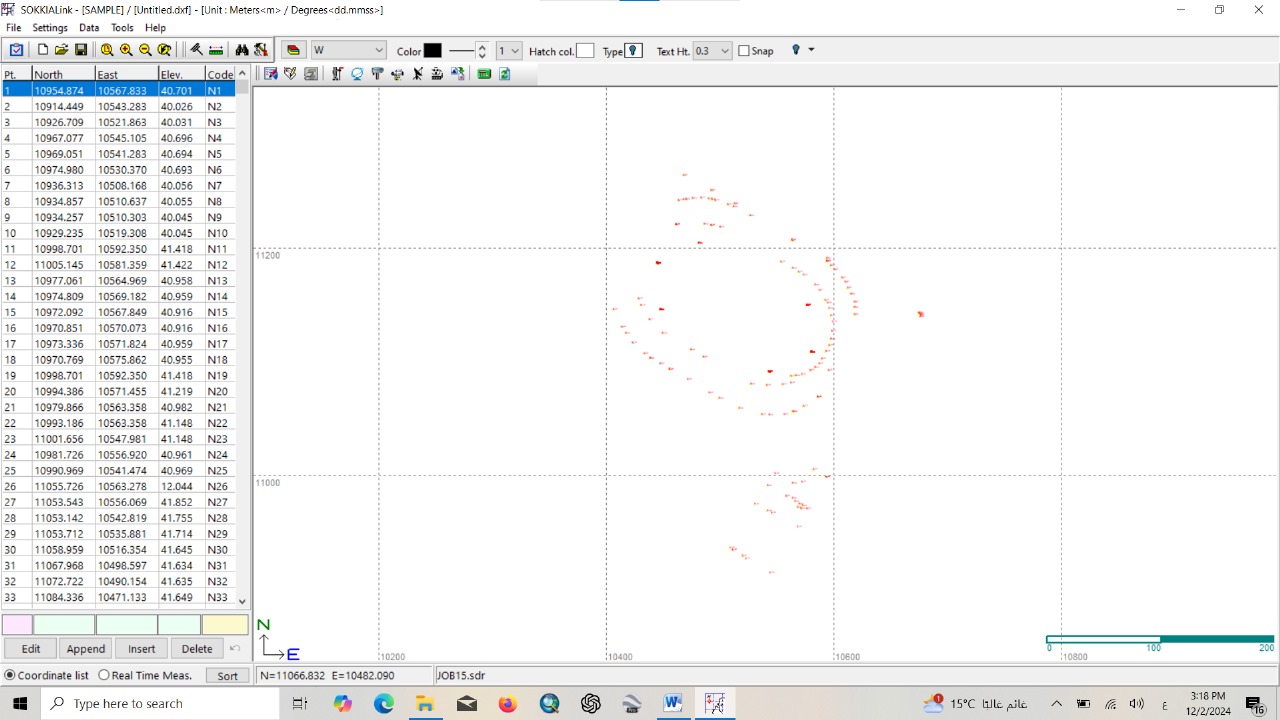 SOKKIALink - [SAMPLE] / [Untitled.dxf] - [Unit : Meters<m> / Degrees<dd.mmss>]
File Settings Data Tools Help
W Color 1 Hatch col. Type Text Ht. 0.3 Snap
Pt. North East Elev. Code
1 10954.874 10567.833 40.701 N1
2 10914.449 10543.283 40.026 N2
3 10926.709 10521.863 40.031 N3
4 10967.077 10545.105 40.696 N4
5 10969.051 10541.283 40.694 N5
6 10974.980 10530.370 40.693 N6
7 10936.313 10508.168 40.056 N7
8 10934.857 10510.637 40.055 N8
9 10934.257 10510.303 40.045 N9
10 10929.235 10519.308 40.045 N10
11 10998.701 10592.350 41.418 N11
12 11005.145 10581.359 41.422 N12
13 10977.061 10564.965 40.958 N13
14 10974.809 10569.182 40.959 N14
15 10972.092 10567.748 40.918 N15
16 10970.851 10570.073 40.916 N16
17 10973.336 10571.824 40.939 N17
18 10970.769 10575.862 40.955 N18
19 10998.701 10592.350 41.418 N19
20 10994.386 10571.455 41.219 N20
21 10979.866 10563.358 40.982 N21
22 10993.186 10563.358 41.148 N22
23 11001.656 10547.981 41.148 N23
24 10981.726 10556.920 40.961 N24
25 10990.969 10541.474 40.969 N25
26 11055.726 10563.278 12.044 N26
27 11053.543 10556.069 41.852 N27
28 11053.142 10542.819 41.755 N28
29 11053.712 10535.881 41.714 N29
30 11058.959 10516.354 41.645 N30
31 11067.968 10498.597 41.634 N31
32 11072.722 10490.154 41.635 N32
33 11084.336 10471.133 41.649 N33
Edit Append Insert Delete
Coordinate list Real Time Meas. Sort
11200
11000
N
E
10200 10400 10600 10800
0 100 200
N=11066.832 E=10482.090 JOB15.sdr
Type here to search
15°C غائم غالبًا
ع
3:18 PM
12/2/2024
16